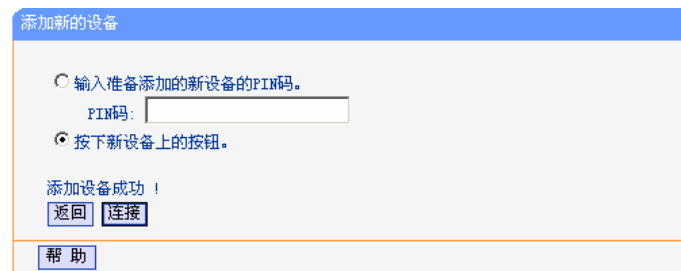 添加新的设备
输入准备添加的新设备的PIN码。
PIN码:
按下新设备上的按钮。
添加设备成功 !
返回 连接
帮 助